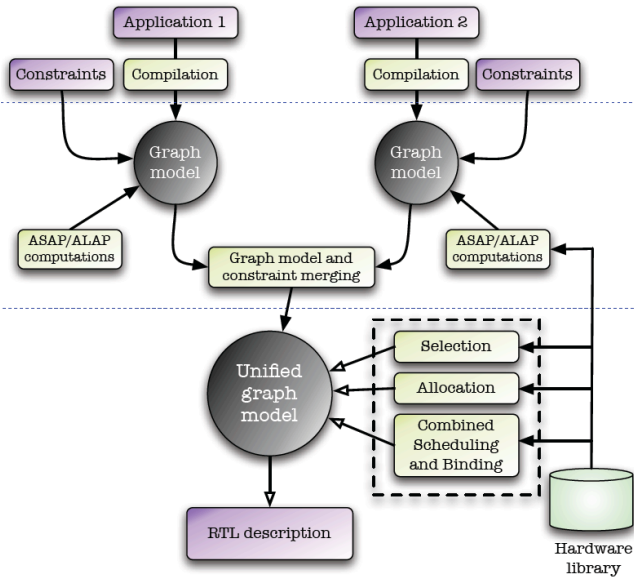 Application 1
Application 2
Constraints
Compilation
Compilation
Constraints
Graph
model
Graph
model
ASAP/ALAP
computations
Graph model and
constraint merging
ASAP/ALAP
computations
Unified
graph
model
Selection
Allocation
Combined
Scheduling
and Binding
RTL description
Hardware
library